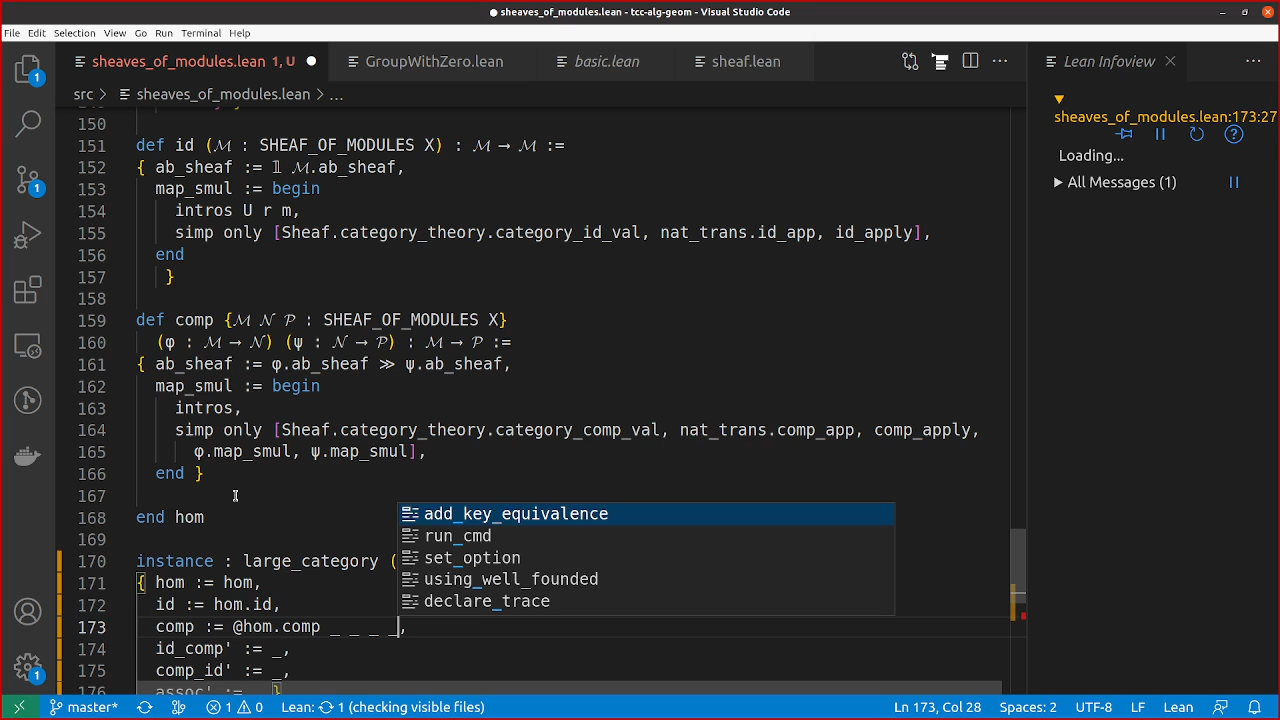 sheaves_of_modules.lean - tcc-alg-geom - Visual Studio Code
File Edit Selection View Go Run Terminal Help
sheaves_of_modules.lean 1, U GroupWithZero.lean basic.lean sheaf.lean Lean Infoview
src > sheaves_of_modules.lean > ...
sheaves_of_modules.lean:173:27
Loading...
All Messages (1)
150
151 def id (ℳ : SHEAF_OF_MODULES X) : ℳ → ℳ :=
152 { ab_sheaf := 𝟙 ℳ.ab_sheaf,
153 map_smul := begin
154 intros U r m,
155 simp only [Sheaf.category_theory.category_id_val, nat_trans.id_app, id_apply],
156 end
157 }
158
159 def comp {ℳ 𝒩 𝒫 : SHEAF_OF_MODULES X}
160 (φ : ℳ → 𝒩) (ψ : 𝒩 → 𝒫) : ℳ → 𝒫 :=
161 { ab_sheaf := φ.ab_sheaf ≫ ψ.ab_sheaf,
162 map_smul := begin
163 intros,
164 simp only [Sheaf.category_theory.category_comp_val, nat_trans.comp_app, comp_apply,
165 φ.map_smul, ψ.map_smul],
166 end }
167
168 end hom
169
170 instance : large_category (
171 { hom := hom,
172 id := hom.id,
173 comp := @hom.comp _ _ _ _,
174 id_comp' := _,
175 comp_id' := _,
176 assoc' := _ }
add_key_equivalence
run_cmd
set_option
using_well_founded
declare_trace
master* 1 0 Lean: 1 (checking visible files) Ln 173, Col 28 Spaces: 2 UTF-8 LF Lean